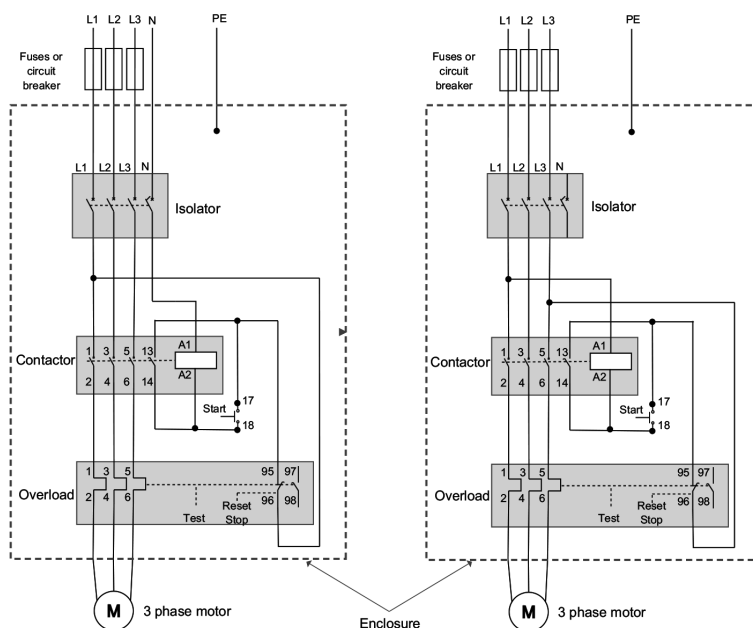 L1 L2 L3 N PE
Fuses or
circuit
breaker
L1 L2 L3 N
Isolator
Contactor
1 3 5 13 A1
2 4 6 14 A2
Start
17
18
Overload
1 3 5 95 97
2 4 6 96 98
Test
Reset
Stop
M
3 phase motor
L1 L2 L3 PE
Fuses or
circuit
breaker
L1 L2 L3 N
Isolator
Contactor
1 3 5 13 A1
2 4 6 14 A2
Start
17
18
Overload
1 3 5 95 97
2 4 6 96 98
Test
Reset
Stop
M
3 phase motor
Enclosure